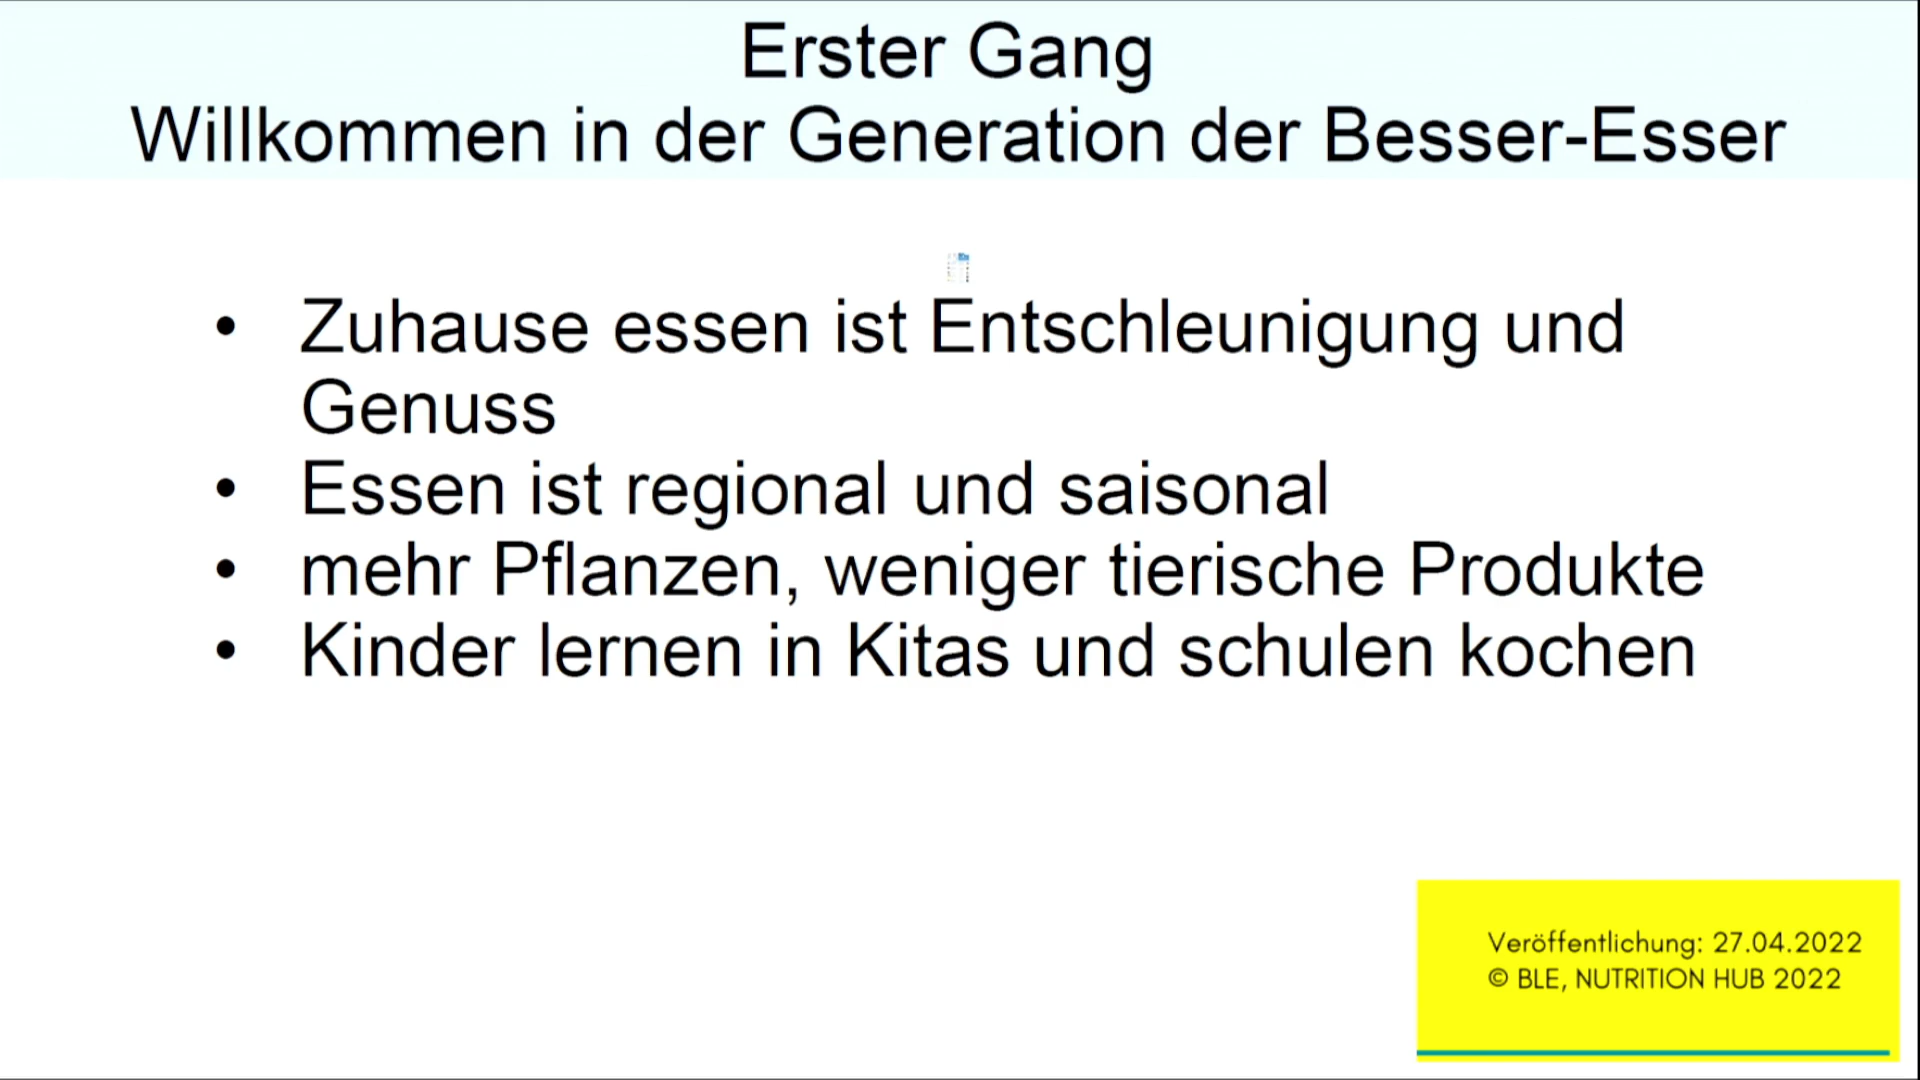 Erster Gang
Willkommen in der Generation der Besser-Esser
• Zuhause essen ist Entschleunigung und
Genuss
• Essen ist regional und saisonal
• mehr Pflanzen, weniger tierische Produkte
• Kinder lernen in Kitas und schulen kochen
Veröffentlichung: 27.04.2022
© BLE, NUTRITION HUB 2022